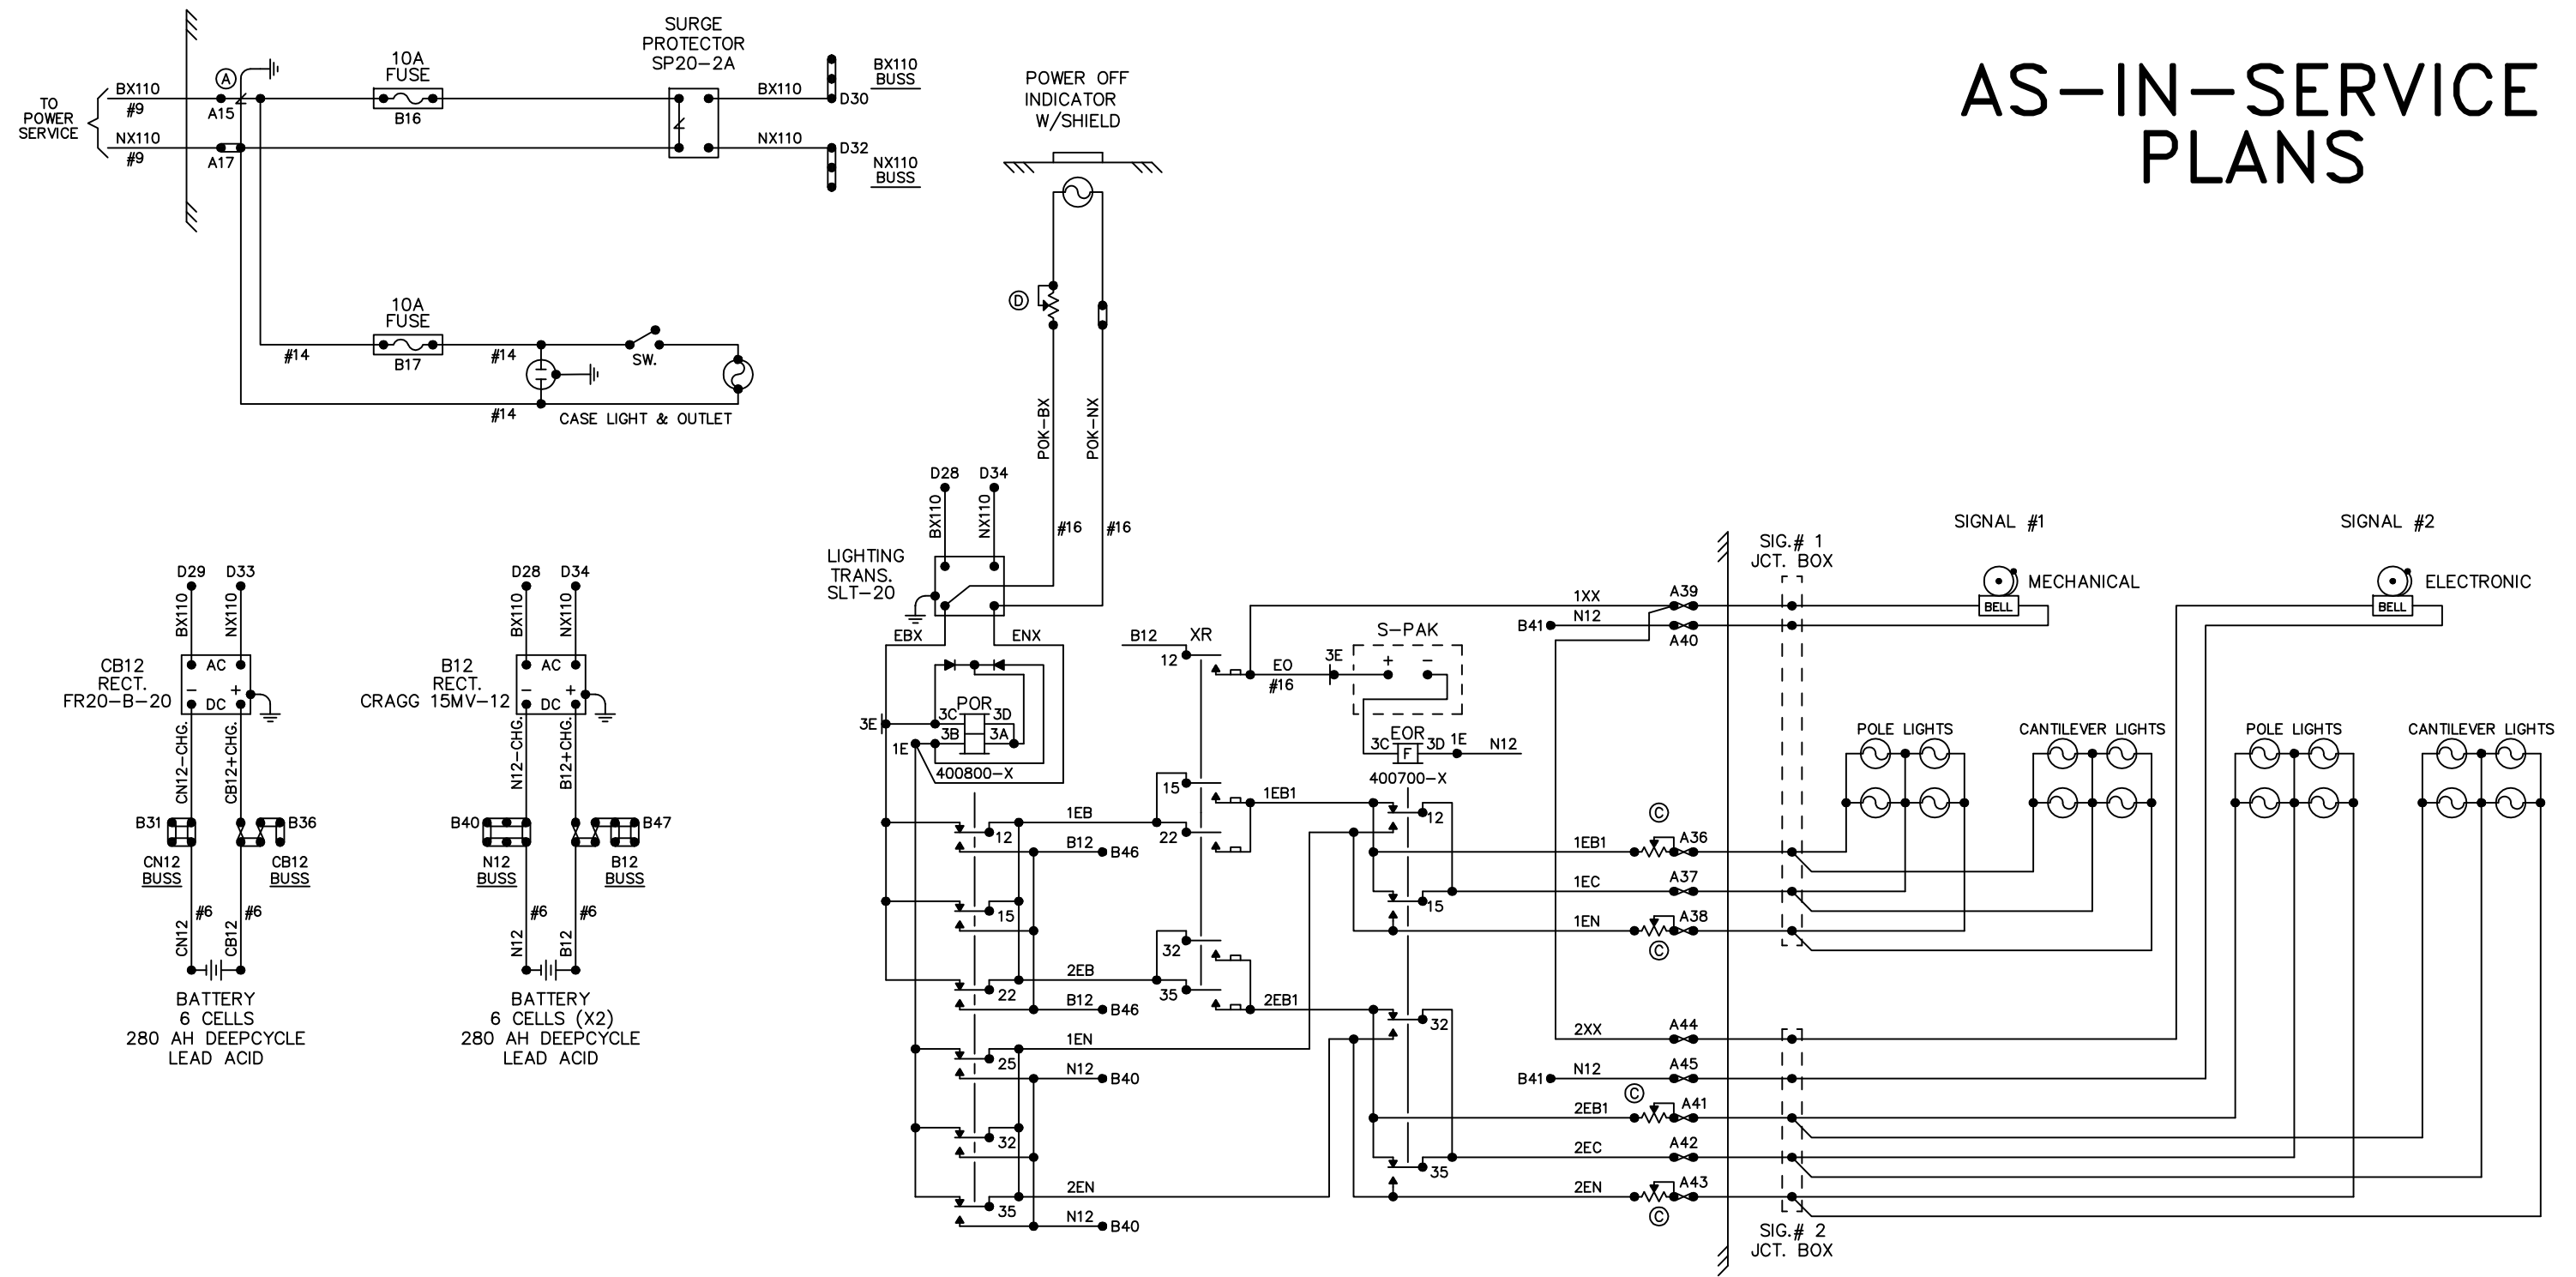 AS-IN-SERVICE
PLANS
TO
POWER
SERVICE
BX110
#9
NX110
#9
A
A15
A17
10A
FUSE
B16
SURGE
PROTECTOR
SP20-2A
BX110
D30
BX110
BUSS
NX110
D32
NX110
BUSS
10A
FUSE
B17
#14
#14
#14
SW.
CASE LIGHT & OUTLET
POWER OFF
INDICATOR
W/SHIELD
D
POK-BX
POK-NX
#16
#16
D28
D34
BX110
NX110
LIGHTING
TRANS.
SLT-20
EBX
ENX
D29
D33
BX110
NX110
CB12
RECT.
FR20-B-20
AC
- +
DC
CN12-CHG.
CB12+CHG.
B31
B36
CN12
BUSS
CB12
BUSS
#6
#6
CN12
CB12
BATTERY
6 CELLS
280 AH DEEPCYCLE
LEAD ACID
D28
D34
BX110
NX110
B12
RECT.
CRAGG 15MV-12
AC
- +
DC
N12-CHG.
B12+CHG.
B40
B47
N12
BUSS
B12
BUSS
#6
#6
N12
B12
BATTERY
6 CELLS (X2)
280 AH DEEPCYCLE
LEAD ACID
POR
3E
3C
3D
3B
3A
1E
400800-X
12
1EB
B12
B46
15
22
2EB
B12
B46
25
1EN
N12
B40
32
35
2EN
N12
B40
B12
XR
12
15
22
32
35
EO
#16
3E
S-PAK
+ -
EOR
3C
F
3D
1E
N12
400700-X
1EB1
12
15
2EB1
32
35
1XX
A39
B41
N12
A40
C
1EB1
A36
1EC
A37
1EN
A38
C
2XX
A44
B41
N12
A45
C
2EB1
A41
2EC
A42
2EN
A43
C
SIG.# 1
JCT. BOX
SIG.# 2
JCT. BOX
SIGNAL #1
BELL
MECHANICAL
POLE LIGHTS
CANTILEVER LIGHTS
SIGNAL #2
BELL
ELECTRONIC
POLE LIGHTS
CANTILEVER LIGHTS